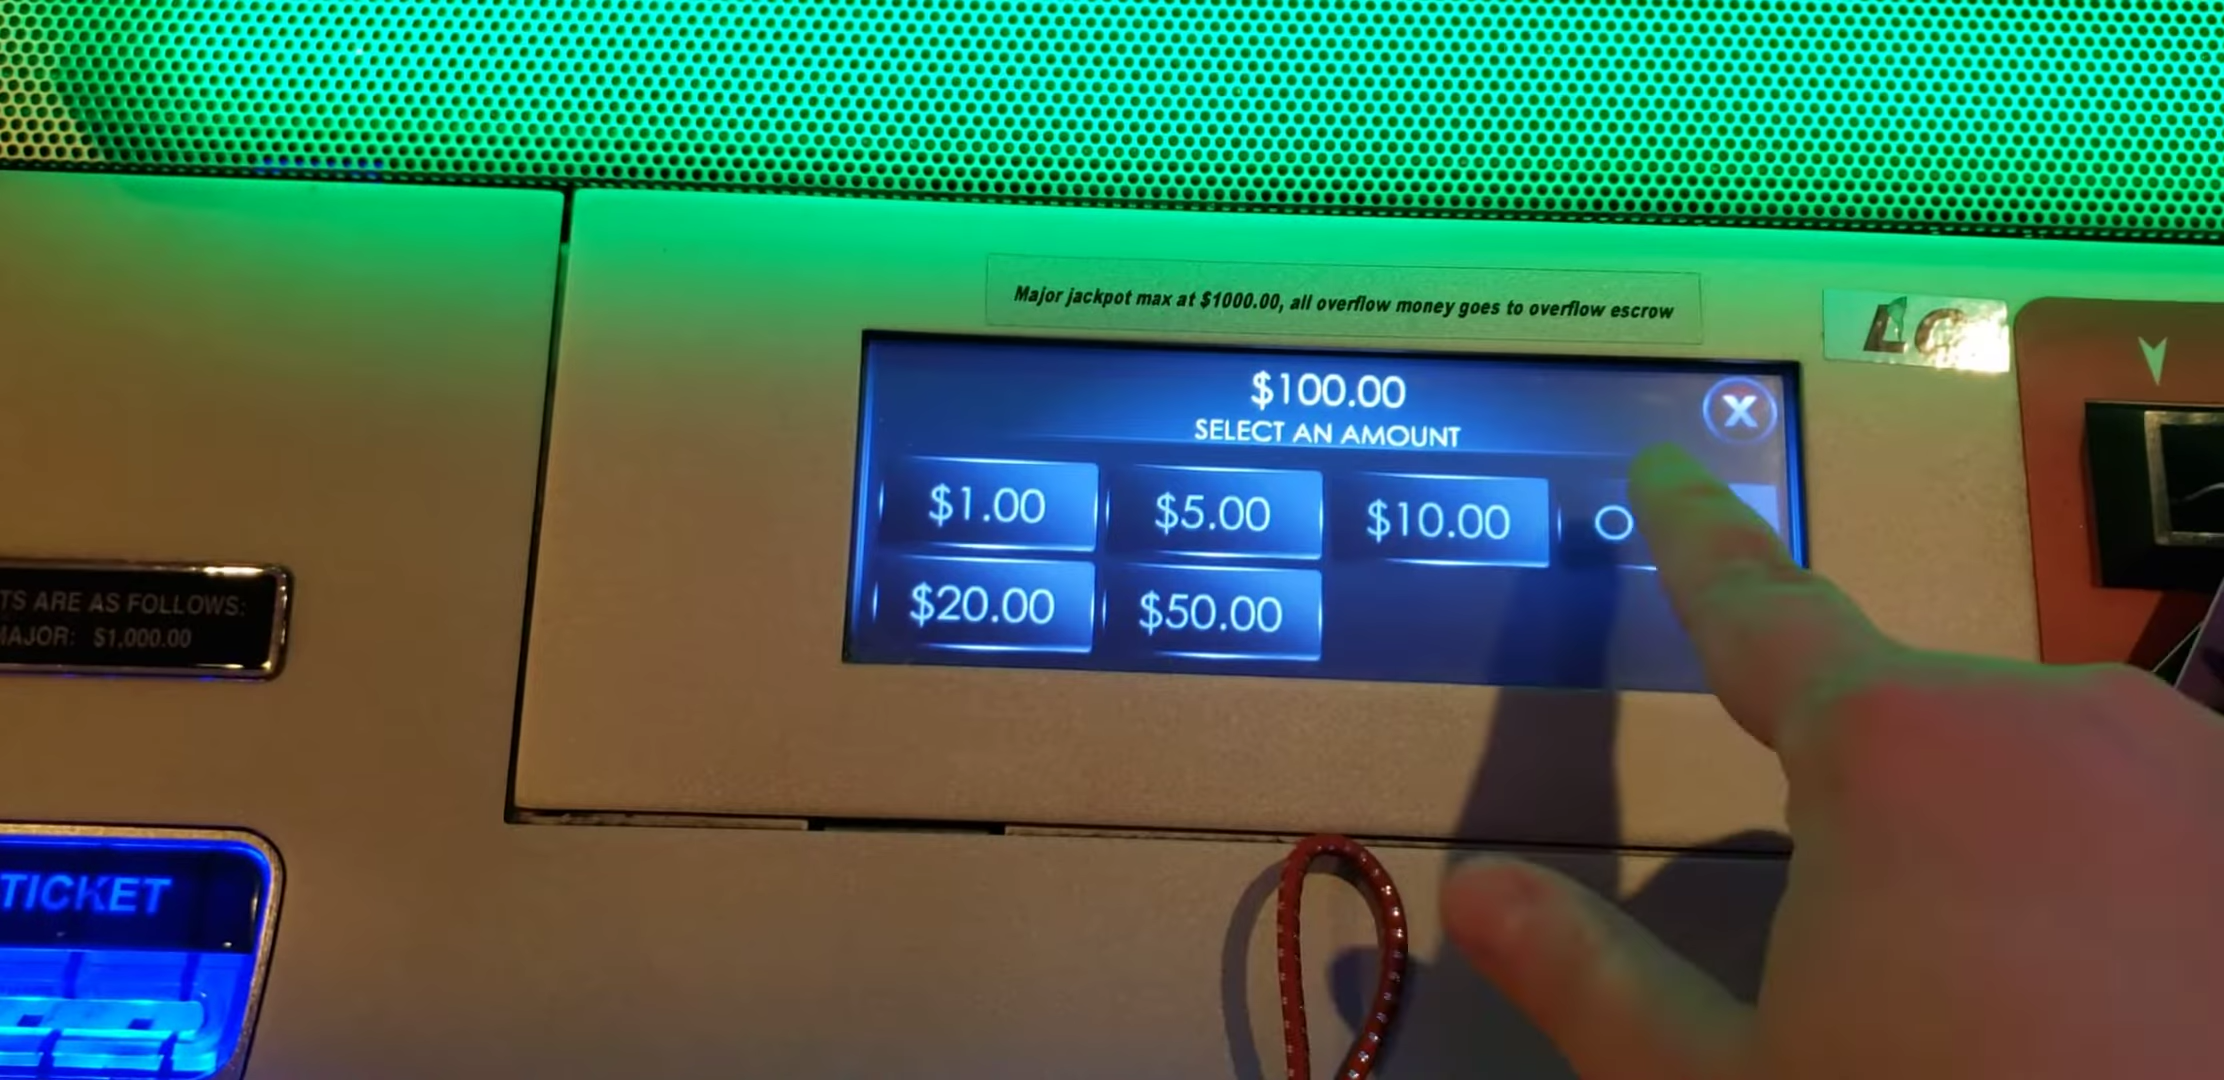 Major jackpot max at $1000.00, all overflow money goes to overflow escrow
$100.00
X
SELECT AN AMOUNT
$1.00 $5.00 $10.00
$20.00 $50.00
TS ARE AS FOLLOWS:
MAJOR: $1,000.00
TICKET